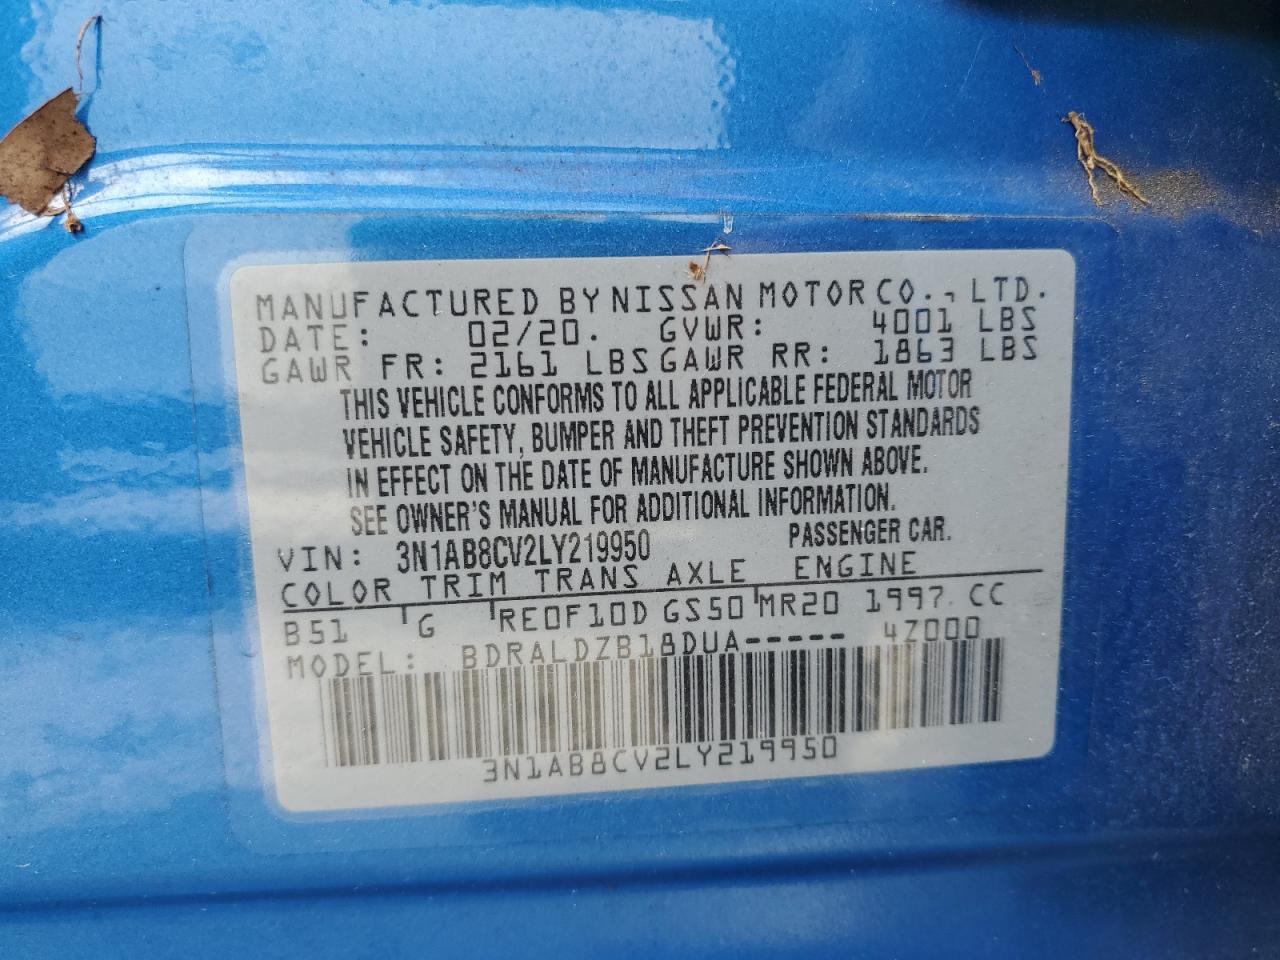 MANUFACTURED BY NISSAN MOTOR CO., LTD.
DATE: 02/20. GVWR: 4001 LBS
GAWR FR: 2161 LBS GAWR RR: 1863 LBS
THIS VEHICLE CONFORMS TO ALL APPLICABLE FEDERAL MOTOR
VEHICLE SAFETY, BUMPER AND THEFT PREVENTION STANDARDS
IN EFFECT ON THE DATE OF MANUFACTURE SHOWN ABOVE.
SEE OWNER'S MANUAL FOR ADDITIONAL INFORMATION.
VIN: 3N1AB8CV2LY219950 PASSENGER CAR.
COLOR TRIM TRANS AXLE ENGINE
B51 G RE0F10D GS50 MR20 1997 CC
MODEL: BDRALDZB18DUA----- 4Z000
3N1AB8CV2LY219950